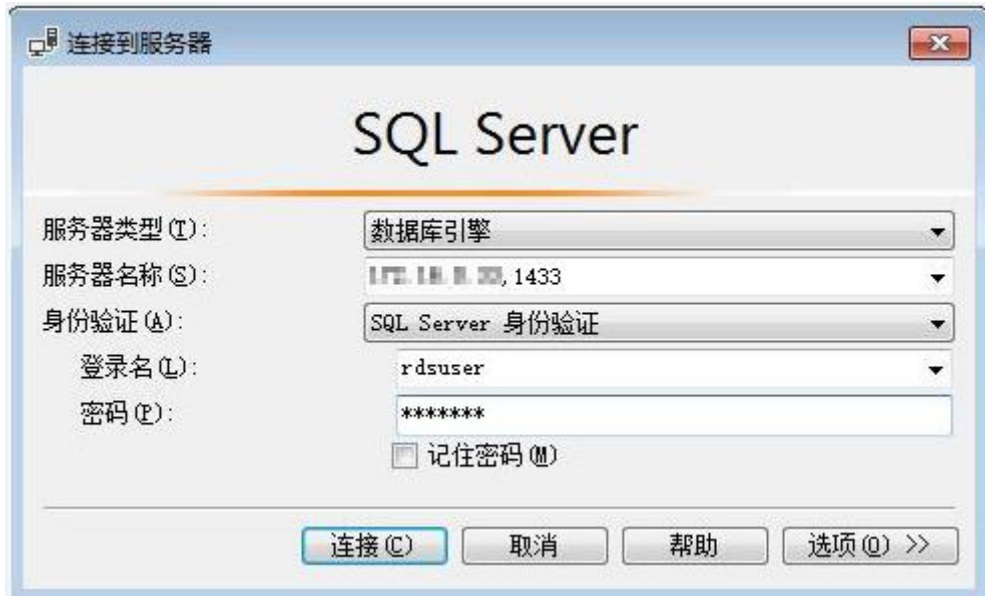 连接到服务器
SQL Server
服务器类型(T): 数据库引擎
服务器名称(S): ,1433
身份验证(A): SQL Server 身份验证
登录名(L): rdsuser
密码(P): *******
记住密码(M)
连接(C) 取消 帮助 选项(O) >>